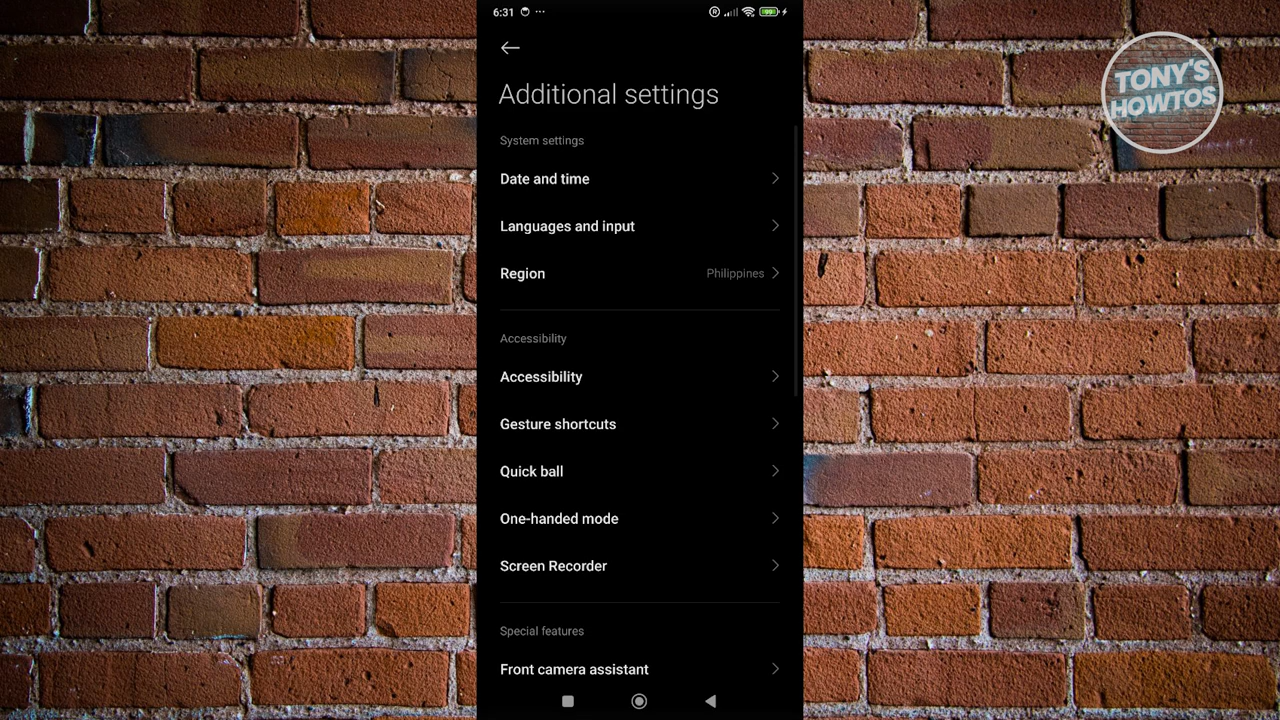 6:31
99
Additional settings
System settings
Date and time
Languages and input
Region Philippines
Accessibility
Accessibility
Gesture shortcuts
Quick ball
One-handed mode
Screen Recorder
Special features
Front camera assistant
TONY'S
HOWTOS